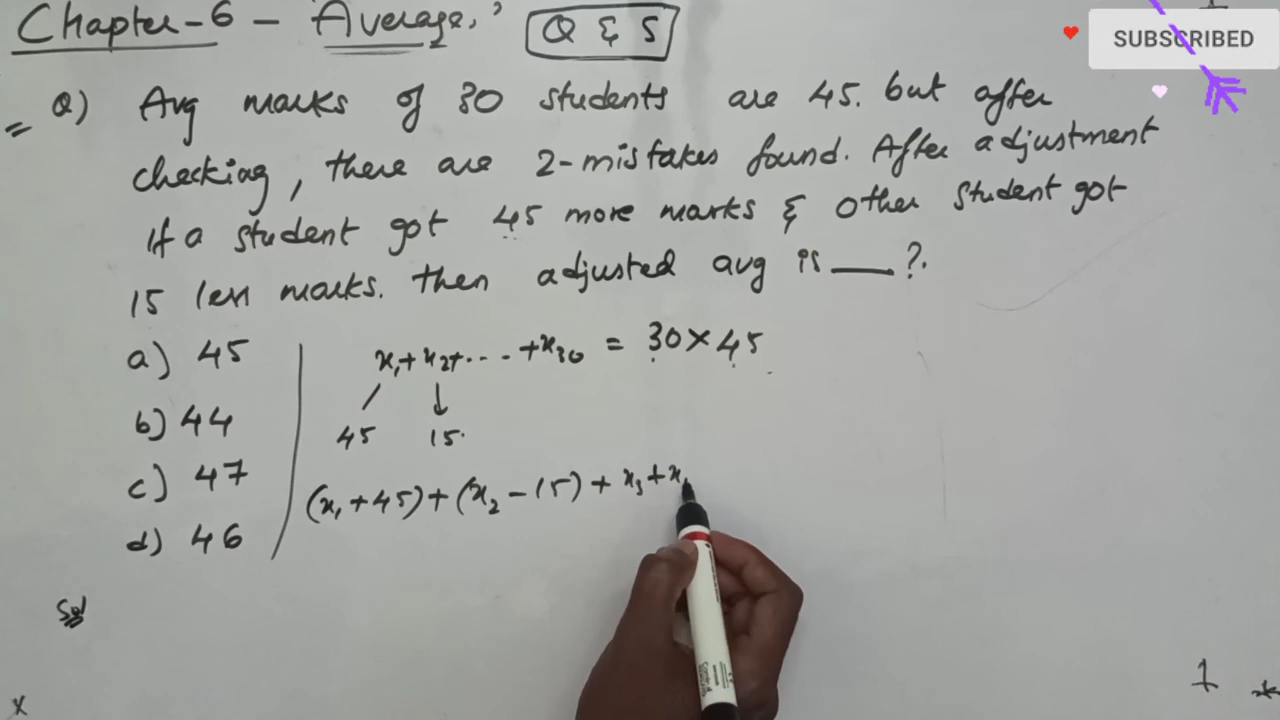 Chapter-6 - 'Average,' Q & S
SUBSCRIBED
Q) Avg marks of 30 students are 45. but after
checking, there are 2-mistakes found. After adjustment
if a student got 45 more marks & other student got
15 less marks. then adjusted avg is ___?.
a) 45
b) 44
c) 47
d) 46
x₁+x₂+...+x₃₀ = 30×45
45 15.
(x₁+45)+(x₂-15)+x₃+x
Sol